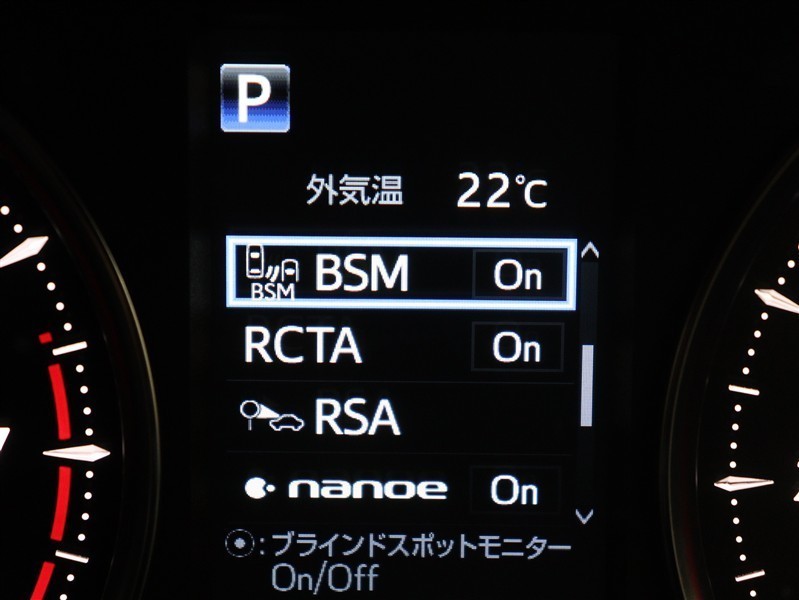 P
外気温 22℃
BSM BSM On
RCTA On
RSA
nanoe On
:ブラインドスポットモニター
On/Off